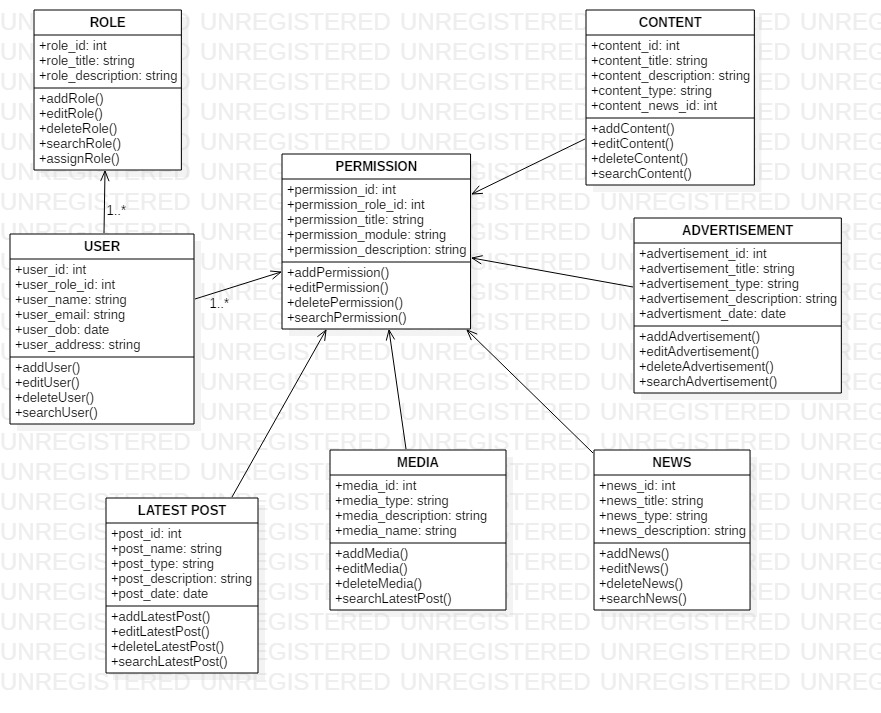 ROLE
+role_id: int
+role_title: string
+role_description: string
+addRole()
+editRole()
+deleteRole()
+searchRole()
+assignRole()
1..*
USER
+user_id: int
+user_role_id: int
+user_name: string
+user_email: string
+user_dob: date
+user_address: string
+addUser()
+editUser()
+deleteUser()
+searchUser()
1..*
PERMISSION
+permission_id: int
+permission_role_id: int
+permission_title: string
+permission_module: string
+permission_description: string
+addPermission()
+editPermission()
+deletePermission()
+searchPermission()
CONTENT
+content_id: int
+content_title: string
+content_description: string
+content_type: string
+content_news_id: int
+addContent()
+editContent()
+deleteContent()
+searchContent()
ADVERTISEMENT
+advertisement_id: int
+advertisement_title: string
+advertisement_type: string
+advertisement_description: string
+advertisment_date: date
+addAdvertisement()
+editAdvertisement()
+deleteAdvertisement()
+searchAdvertisement()
LATEST POST
+post_id: int
+post_name: string
+post_type: string
+post_description: string
+post_date: date
+addLatestPost()
+editLatestPost()
+deleteLatestPost()
+searchLatestPost()
MEDIA
+media_id: int
+media_type: string
+media_description: string
+media_name: string
+addMedia()
+editMedia()
+deleteMedia()
+searchLatestPost()
NEWS
+news_id: int
+news_title: string
+news_type: string
+news_description: string
+addNews()
+editNews()
+deleteNews()
+searchNews()
UNREGISTERED